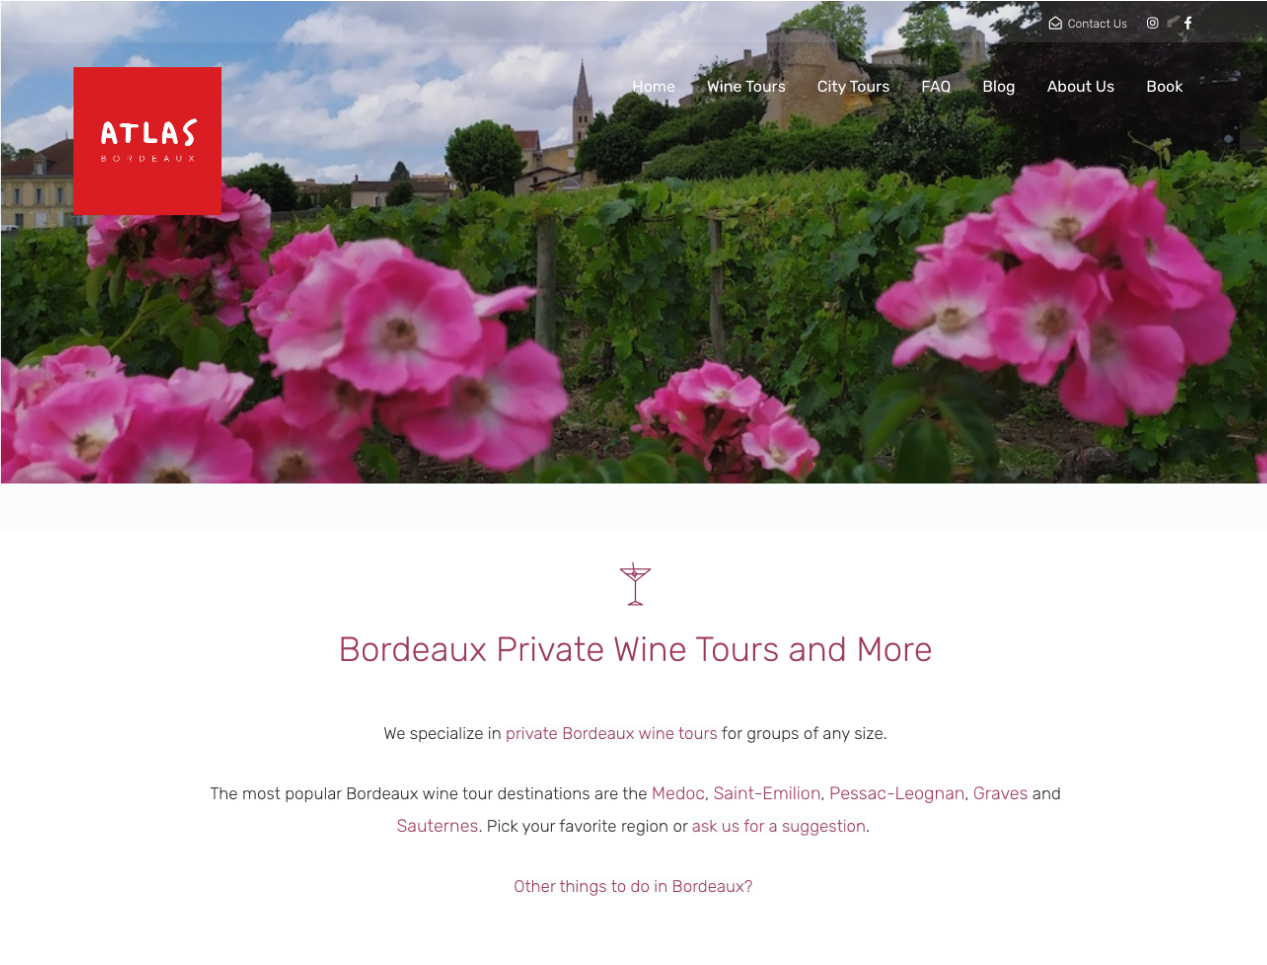 Contact Us
Home Wine Tours City Tours FAQ Blog About Us Book
ATLAS
BORDEAUX
Bordeaux Private Wine Tours and More
We specialize in private Bordeaux wine tours for groups of any size.
The most popular Bordeaux wine tour destinations are the Medoc, Saint-Emilion, Pessac-Leognan, Graves and
Sauternes. Pick your favorite region or ask us for a suggestion.
Other things to do in Bordeaux?